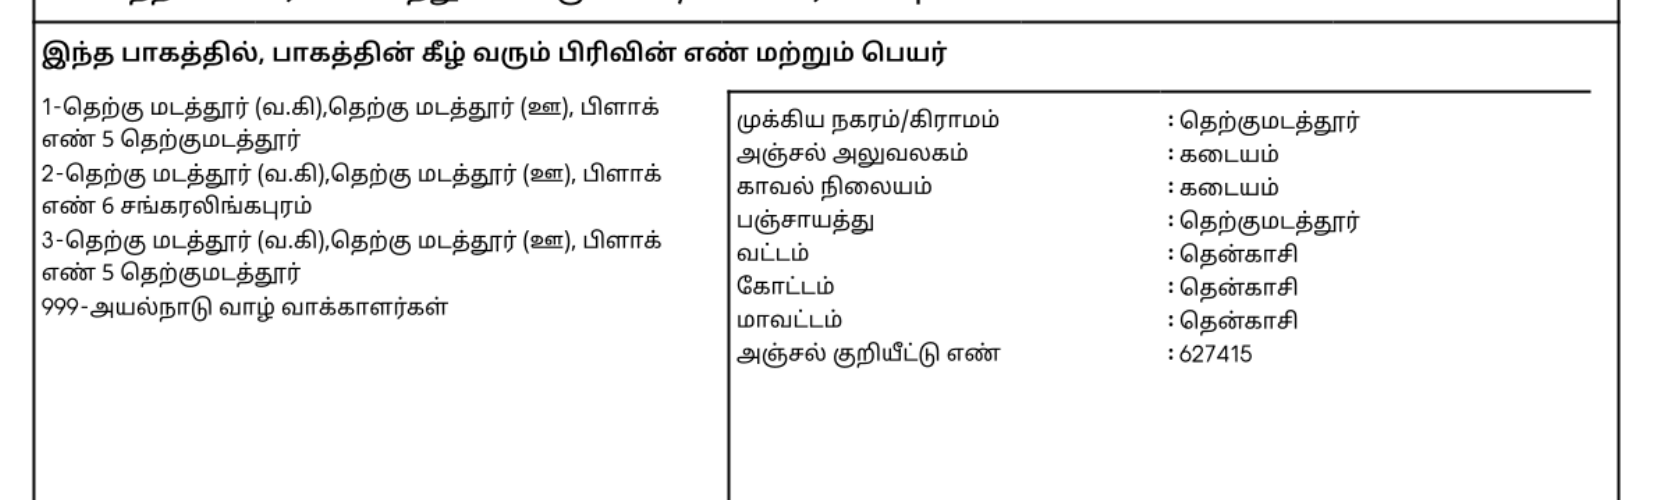 இந்த பாகத்தில், பாகத்தின் கீழ் வரும் பிரிவின் எண் மற்றும் பெயர்
1-தெற்கு மடத்தூர் (வ.கி),தெற்கு மடத்தூர் (ஊ), பிளாக்
எண் 5 தெற்குமடத்தூர்
2-தெற்கு மடத்தூர் (வ.கி),தெற்கு மடத்தூர் (ஊ), பிளாக்
எண் 6 சங்கரலிங்கபுரம்
3-தெற்கு மடத்தூர் (வ.கி),தெற்கு மடத்தூர் (ஊ), பிளாக்
எண் 5 தெற்குமடத்தூர்
999-அயல்நாடு வாழ் வாக்காளர்கள்
முக்கிய நகரம்/கிராமம் : தெற்குமடத்தூர்
அஞ்சல் அலுவலகம் : கடையம்
காவல் நிலையம் : கடையம்
பஞ்சாயத்து : தெற்குமடத்தூர்
வட்டம் : தென்காசி
கோட்டம் : தென்காசி
மாவட்டம் : தென்காசி
அஞ்சல் குறியீட்டு எண் : 627415